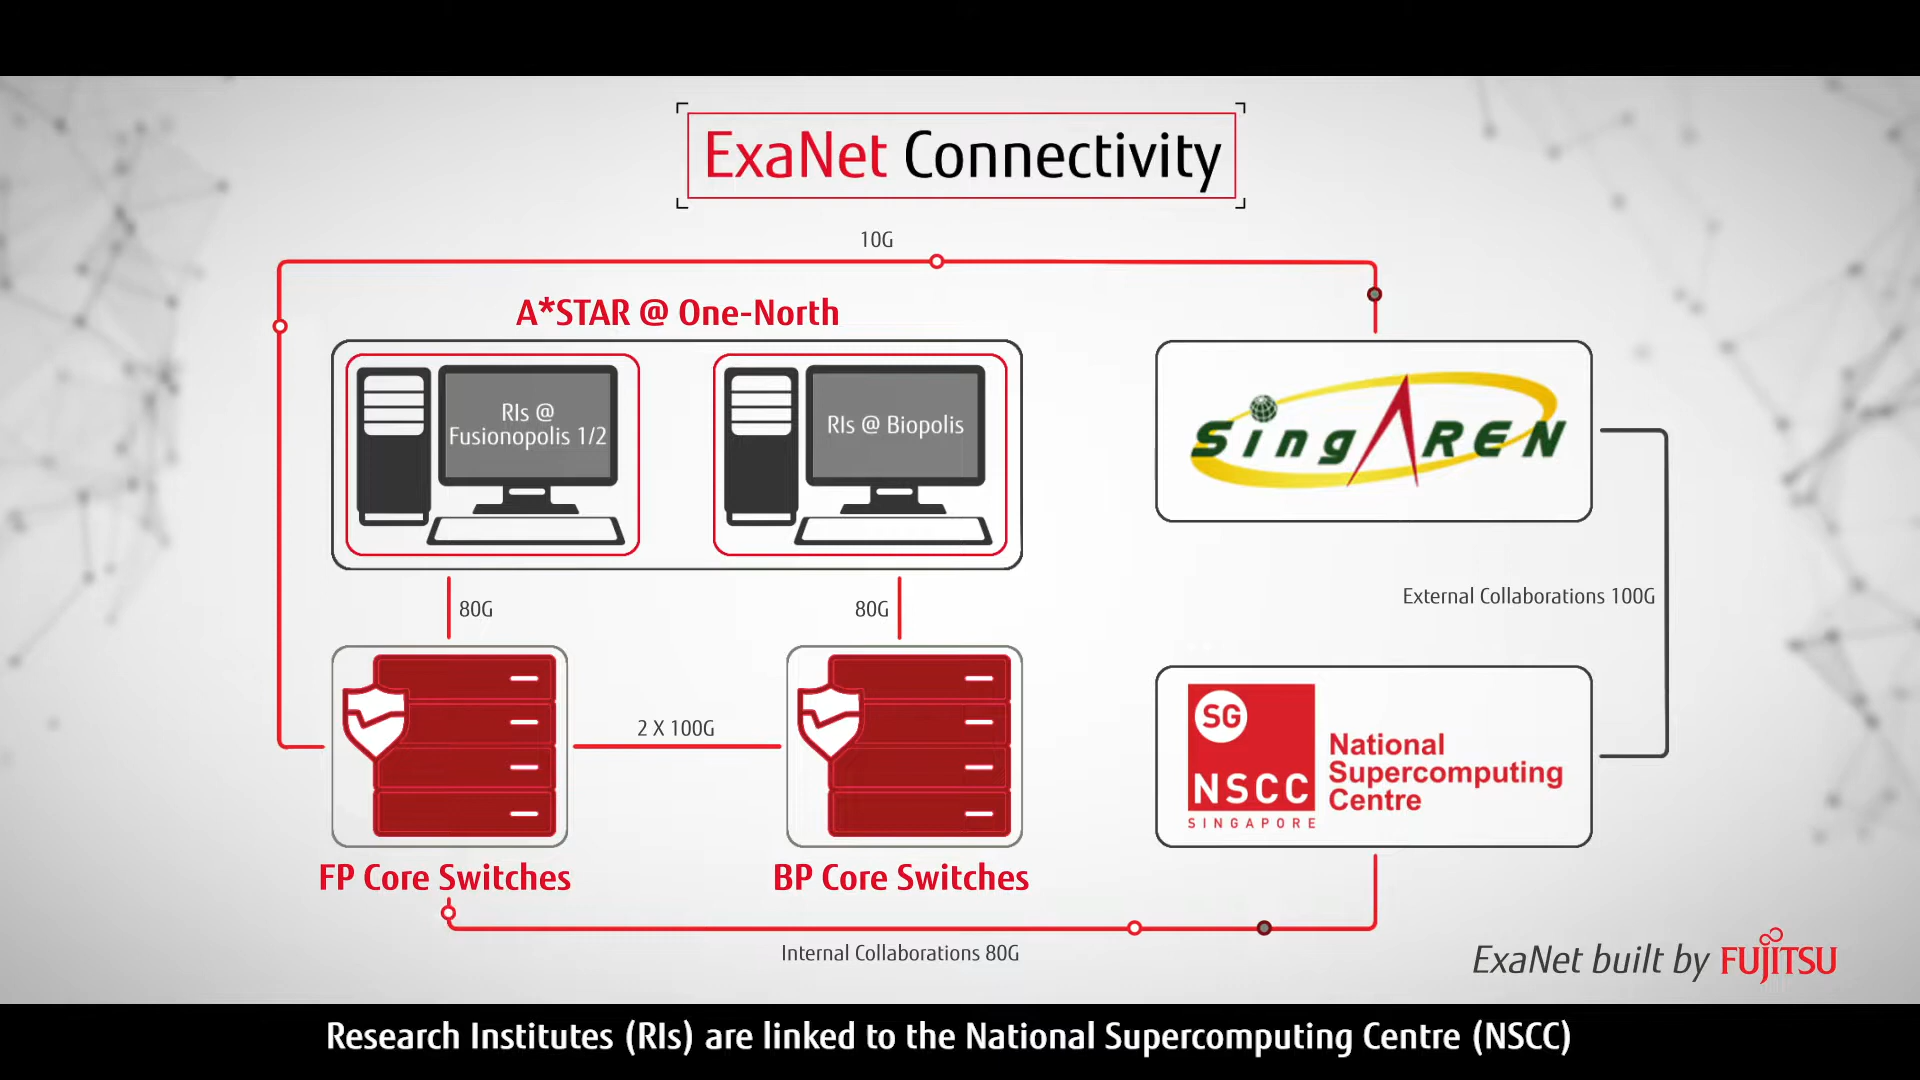 ExaNet Connectivity
10G
A*STAR @ One-North
RIs @
Fusionopolis 1/2
RIs @ Biopolis
SingAREN
80G
80G
External Collaborations 100G
2 X 100G
SG
NSCC
SINGAPORE
National
Supercomputing
Centre
FP Core Switches
BP Core Switches
Internal Collaborations 80G
ExaNet built by FUJITSU
Research Institutes (RIs) are linked to the National Supercomputing Centre (NSCC)